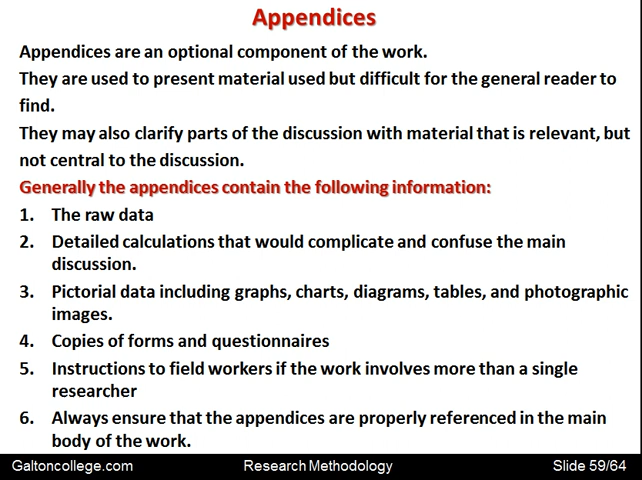 Appendices
Appendices are an optional component of the work.
They are used to present material used but difficult for the general reader to
find.
They may also clarify parts of the discussion with material that is relevant, but
not central to the discussion.
Generally the appendices contain the following information:
1. The raw data
2. Detailed calculations that would complicate and confuse the main
discussion.
3. Pictorial data including graphs, charts, diagrams, tables, and photographic
images.
4. Copies of forms and questionnaires
5. Instructions to field workers if the work involves more than a single
researcher
6. Always ensure that the appendices are properly referenced in the main
body of the work.
Galtoncollege.com Research Methodology Slide 59/64